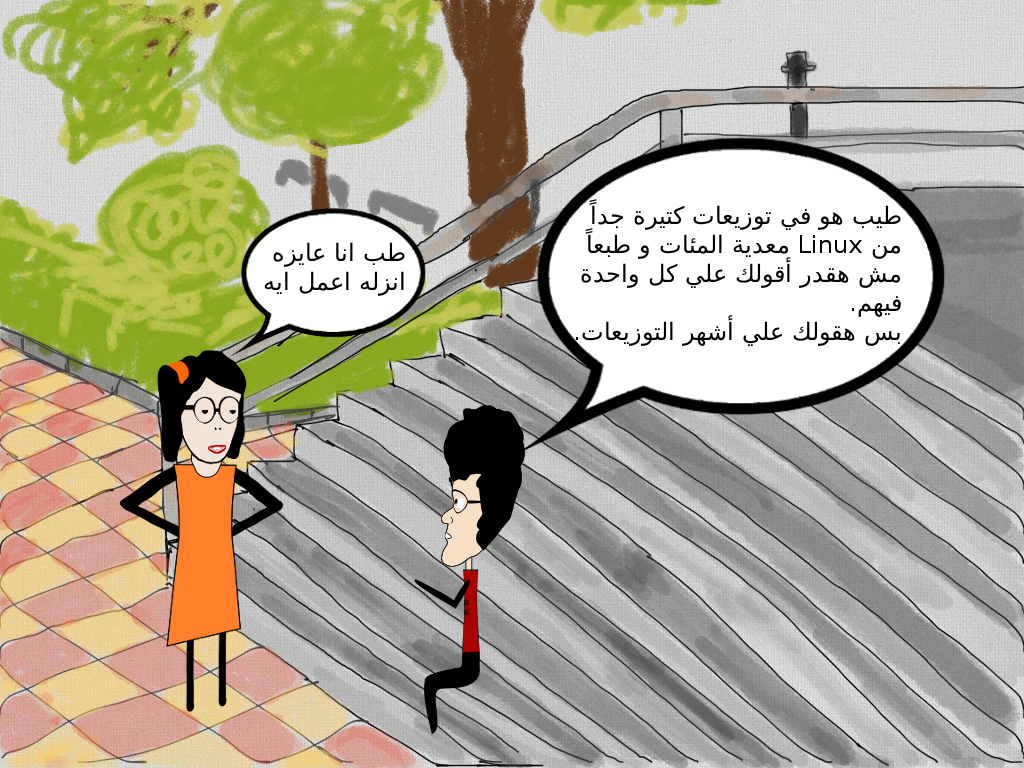 طب انا عايزه
انزله اعمل ايه
طيب هو في توزيعات كتيرة جداً
من Linux معدية المئات و طبعاً
مش هقدر أقولك علي كل واحدة
فيهم.
بس هقولك علي أشهر التوزيعات.